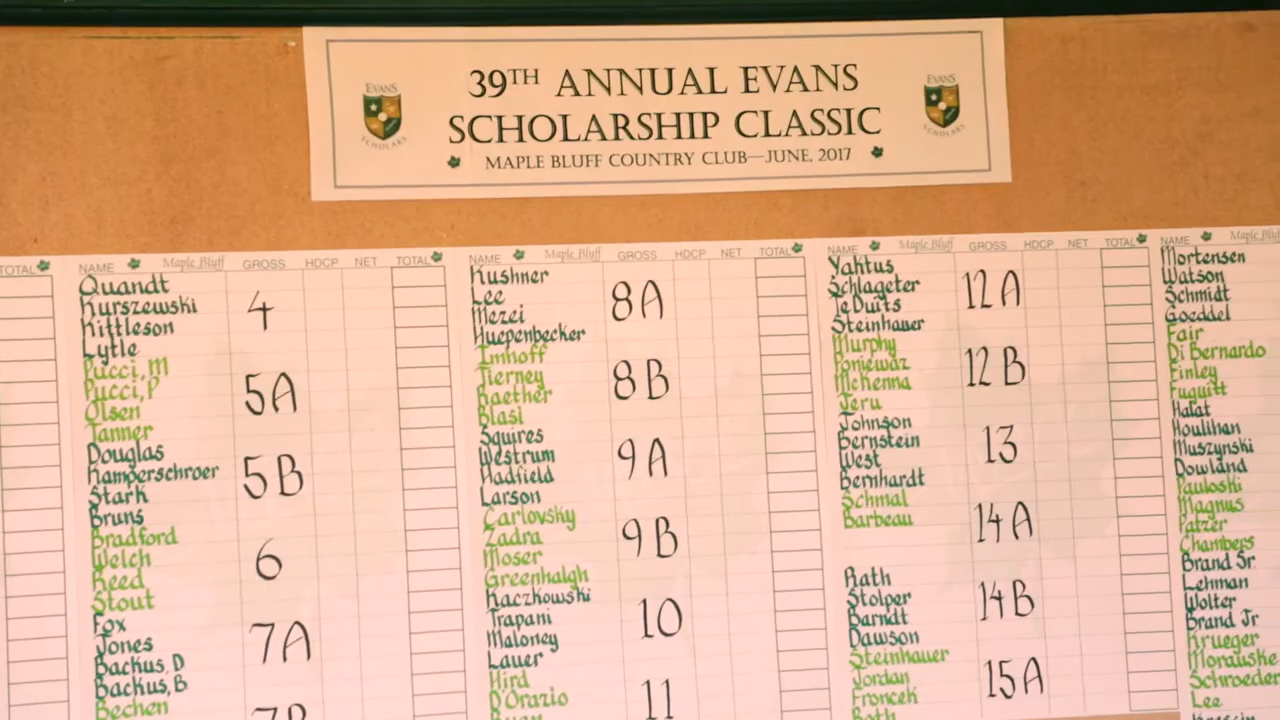 39TH ANNUAL EVANS
SCHOLARSHIP CLASSIC
MAPLE BLUFF COUNTRY CLUB—JUNE, 2017
EVANS
SCHOLARS
EVANS
SCHOLARS
TOTAL
NAME Maple Bluff GROSS HDCP NET TOTAL
Quandt
Kurszewski
Kittleson
Lytle
4
Pucci, M
Pucci, P
Olsen
Tanner
5A
Douglas
Kamperschroer
Stark
Bruns
5B
Bradford
Welch
Reed
Stout
6
Fox
Jones
Backus, D
Backus, B
7A
Bechen
7B
NAME Maple Bluff GROSS HDCP NET TOTAL
Kushner
Lee
Mezei
Huepenbecker
8A
Imhoff
Tierney
Raether
Blasi
8B
Squires
Westrum
Hadfield
Larson
9A
Carlovsky
Zadra
Moser
Greenhalgh
9B
Kaczkowski
Trapani
Maloney
Lauer
10
Hird
D'Orazio
11
NAME Maple Bluff GROSS HDCP NET TOTAL
Yahtus
Schlageter
TeDuits
Steinhauer
12A
Murphy
Poniewaz
McKenna
Jeru
12B
Johnson
Bernstein
West
Bernhardt
13
Schmal
Barbeau
14A
Rath
Stolper
Barndt
Dawson
14B
Steinhauer
Jordan
Froncek
Roth
15A
NAME Maple Bluff
Mortensen
Watson
Schmidt
Goeddel
Fair
Di Bernardo
Finley
Fuguitt
Halat
Houlihan
Muszynski
Dowland
Pauloski
Magnus
Patzer
Chambers
Brand Sr
Lehman
Wolter
Brand Jr
Krueger
Morauske
Schroeder
Lee